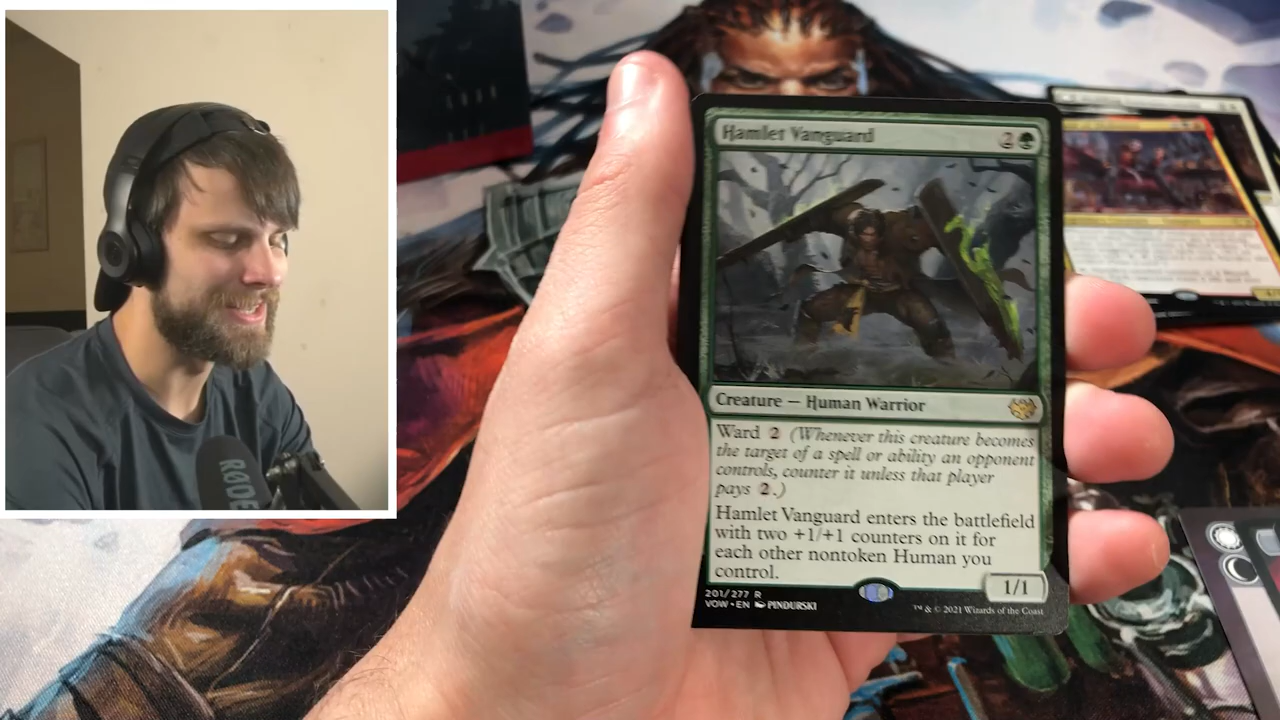 Hamlet Vanguard 2
Creature — Human Warrior
Ward 2 (Whenever this creature becomes
the target of a spell or ability an opponent
controls, counter it unless that player
pays 2.)
Hamlet Vanguard enters the battlefield
with two +1/+1 counters on it for
each other nontoken Human you
control.
1/1
201/277 R
VOW • EN PINDURSKI
™ & © 2021 Wizards of the Coast
RØDE